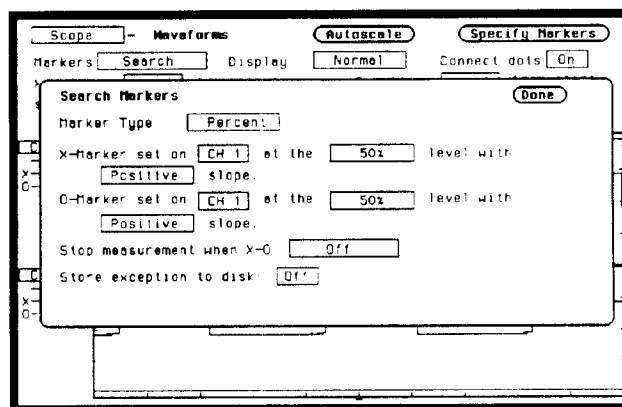 Scope - Waveforms Autoscale Specify Markers
Markers Search Display Normal Connect dots On
Search Markers Done
Marker Type Percent
X-Marker set on CH 1 at the 50% level with
Positive slope.
O-Marker set on CH 1 at the 50% level with
Positive slope.
Stop measurement when X-O Off
Store exception to disk: Off
X-
O-
X-
O-